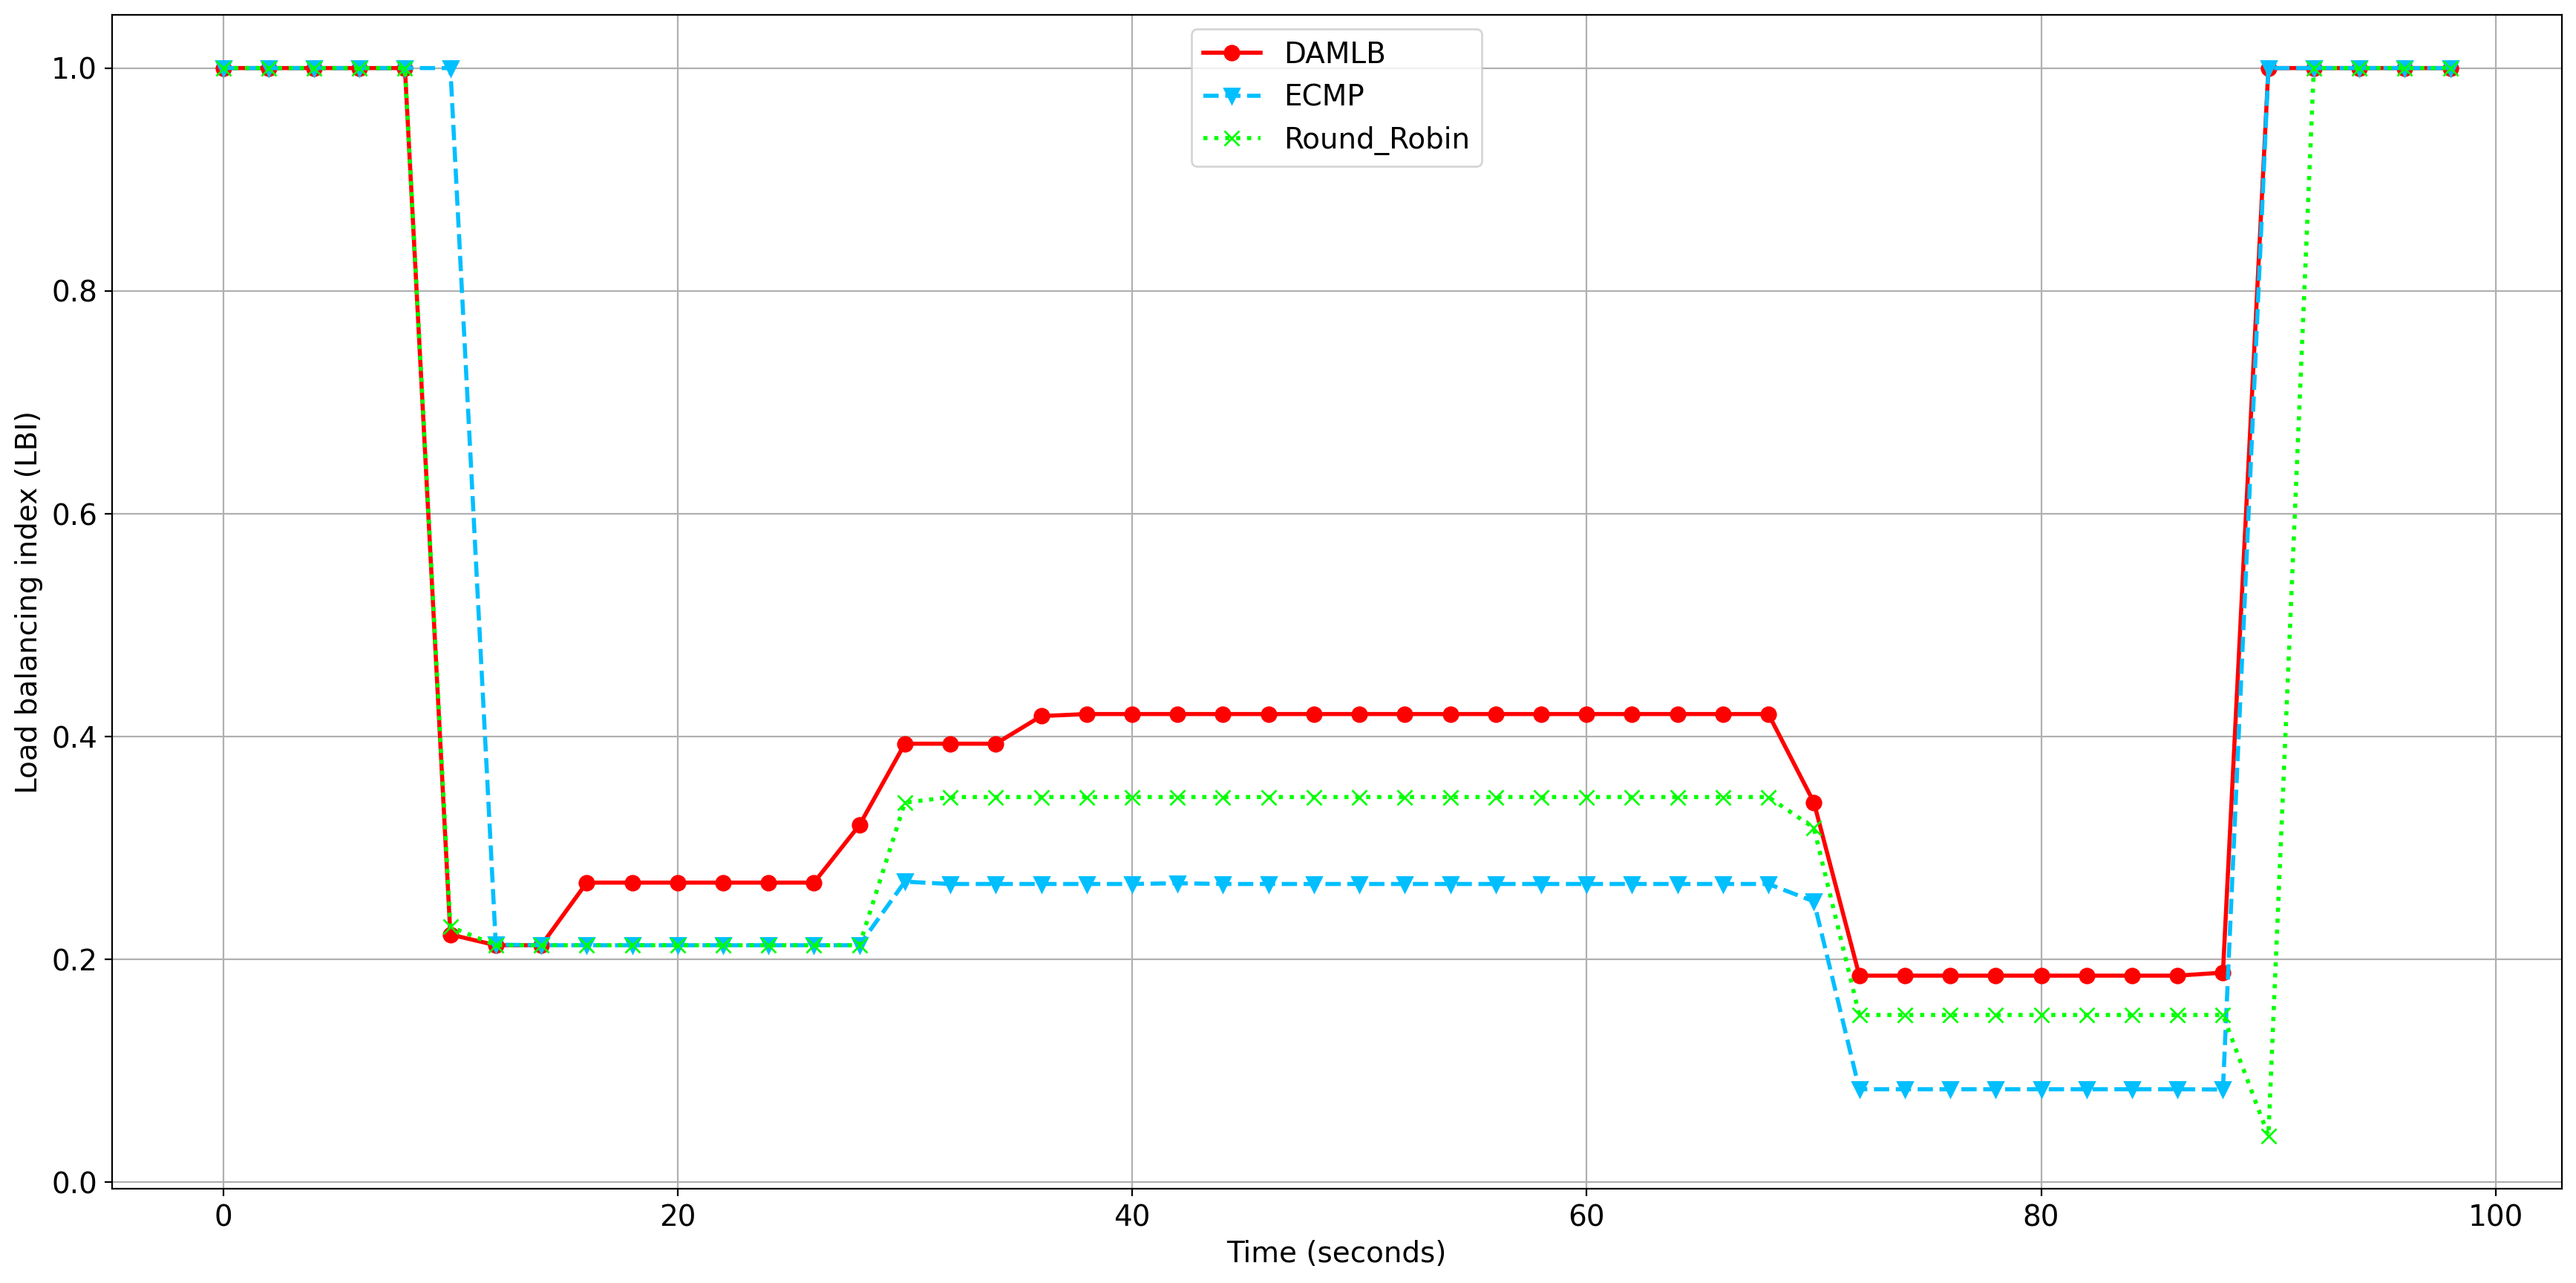 DAMLB
ECMP
Round_Robin
Load balancing index (LBI)
1.0
0.8
0.6
0.4
0.2
0.0
0 20 40 60 80 100
Time (seconds)